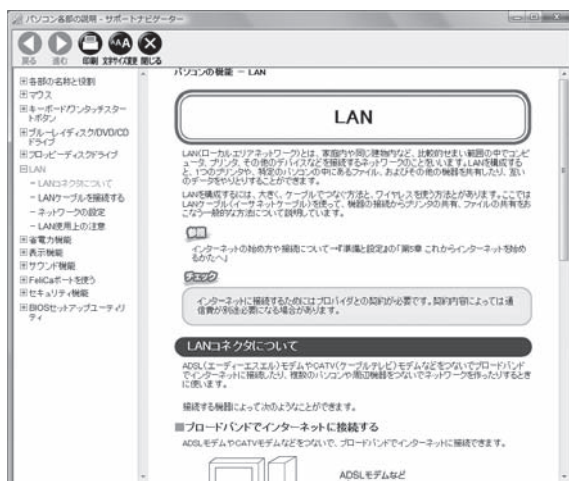 パソコン各部の説明 - サポートナビゲーター
戻る 進む 印刷 文字サイズ変更 閉じる
各部の名称と役割
マウス
キーボード/ワンタッチスタートボタン
ブルーレイディスク/DVD/CDドライブ
フロッピーディスクドライブ
LAN
- LANコネクタについて
- LANケーブルを接続する
- ネットワークの設定
- LAN使用上の注意
省電力機能
表示機能
サウンド機能
FeliCaポートを使う
セキュリティ機能
BIOSセットアップユーティリティ
パソコンの機能 － LAN
LAN
LAN(ローカルエリアネットワーク)とは、家庭内や同じ建物内など、比較的せまい範囲の中でコンピ
ュータ、プリンタ、その他のデバイスなどを接続するネットワークのことをいいます。LANを構成する
と、1つのプリンタや、特定のパソコンの中にあるファイル、およびその他の機器を共有したり、互い
のデータをやりとりすることができます。
LANを構成するには、大きく、ケーブルでつなぐ方法と、ワイヤレスを使う方法とがあります。ここでは
LANケーブル(イーサネットケーブル)を使って、機器の接続からプリンタの共有、ファイルの共有をお
こなう一般的な方法について説明しています。
インターネットの始め方や接続について→『準備と設定』の「第5章 これからインターネットを始め
るかたへ」
チェック
インターネットに接続するためにはプロバイダとの契約が必要です。契約内容によっては通
信費が別途必要になる場合があります。
LANコネクタについて
ADSL(エーディーエスエル)モデムやCATV(ケーブルテレビ)モデムなどをつないでブロードバンド
でインターネットに接続したり、複数のパソコンや周辺機器をつないでネットワークを作ったりするとき
に使います。
接続する機器によって次のようなことができます。
■ブロードバンドでインターネットに接続する
ADSLモデムやCATVモデムなどをつないで、ブロードバンドでインターネットに接続できます。
ADSLモデムなど